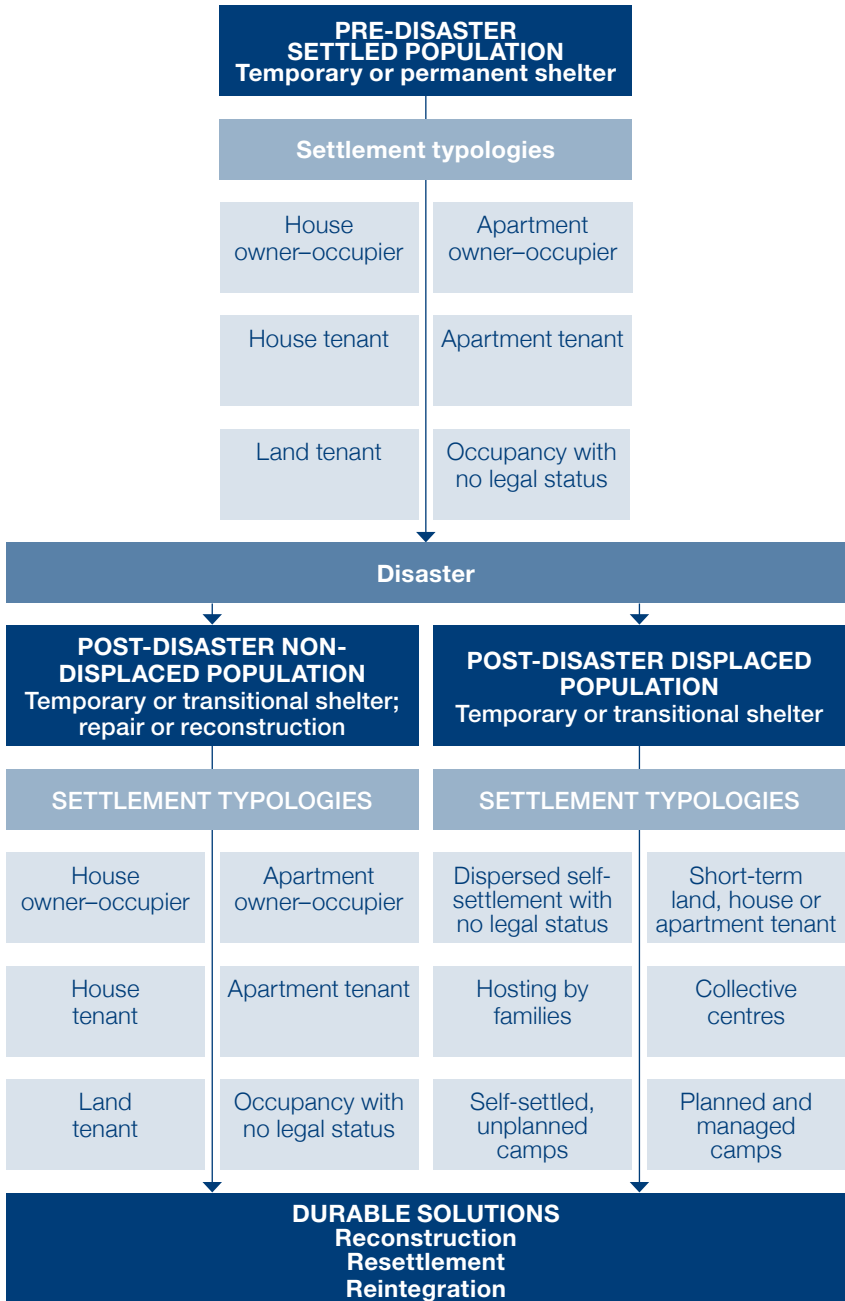 PRE-DISASTER
SETTLED POPULATION
Temporary or permanent shelter
Settlement typologies
House
owner–occupier
Apartment
owner–occupier
House tenant
Apartment tenant
Land tenant
Occupancy with
no legal status
Disaster
POST-DISASTER NON-
DISPLACED POPULATION
Temporary or transitional shelter;
repair or reconstruction
POST-DISASTER DISPLACED
POPULATION
Temporary or transitional shelter
SETTLEMENT TYPOLOGIES
SETTLEMENT TYPOLOGIES
House
owner–occupier
Apartment
owner–occupier
Dispersed self-
settlement with
no legal status
Short-term
land, house or
apartment tenant
House
tenant
Apartment tenant
Hosting by
families
Collective
centres
Land
tenant
Occupancy with
no legal status
Self-settled,
unplanned
camps
Planned and
managed
camps
DURABLE SOLUTIONS
Reconstruction
Resettlement
Reintegration